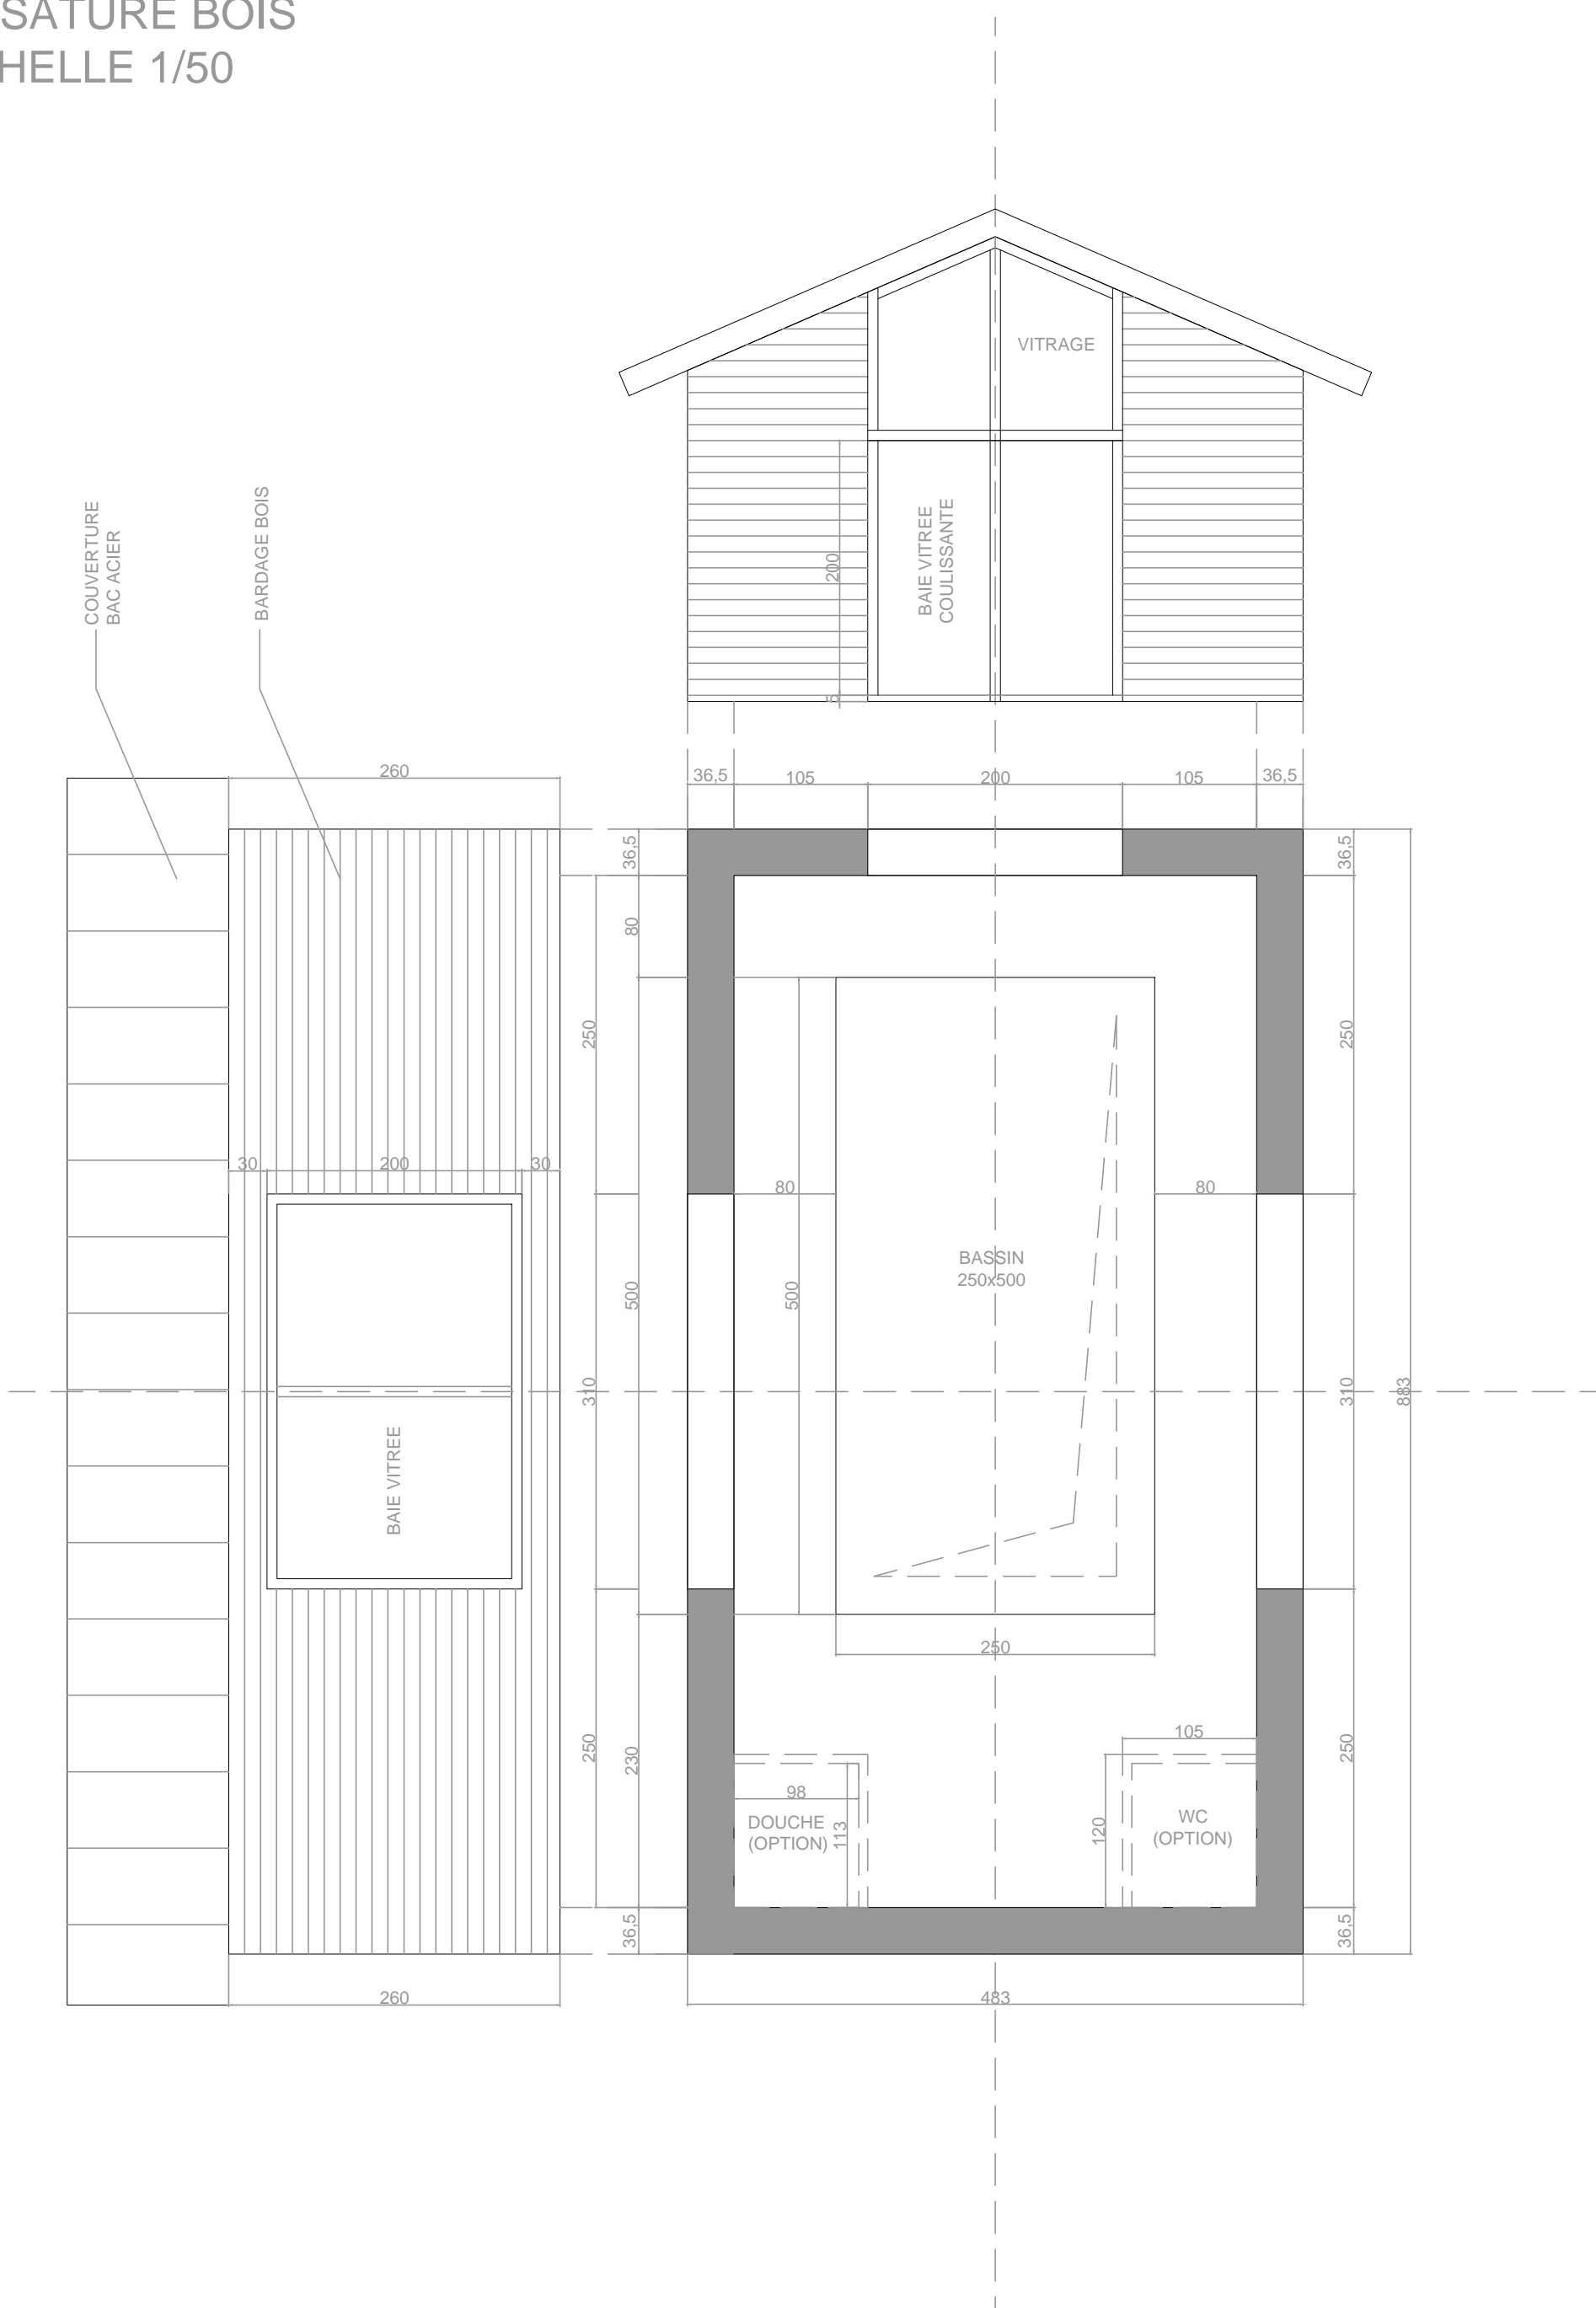 SATURE BOIS
HELLE 1/50
VITRAGE
BAIE VITREE
COULISSANTE
200
5
COUVERTURE
BAC ACIER
BARDAGE BOIS
260
36,5
105
200
105
36,5
36,5
80
250
36,5
250
30
200
30
80
80
BASSIN
250x500
500
500
310
310
883
BAIE VITREE
250
105
250
230
250
98
DOUCHE
(OPTION)
113
120
WC
(OPTION)
36,5
36,5
260
483